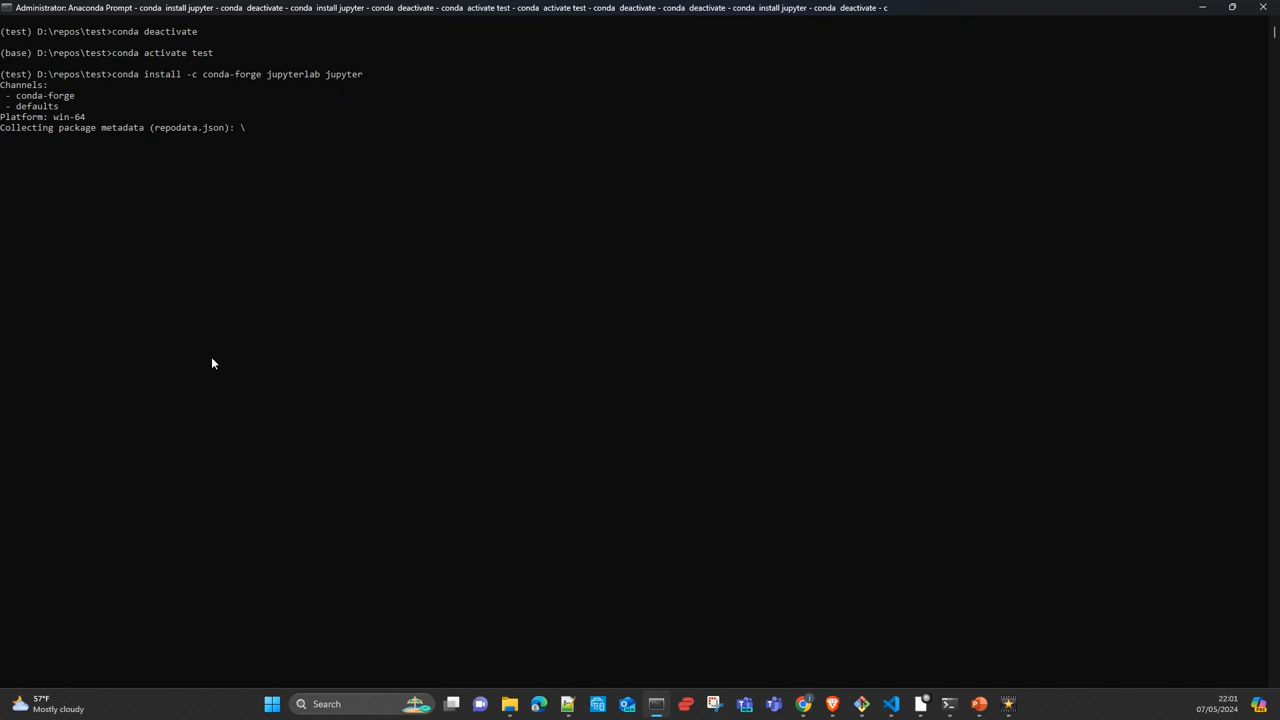 Administrator: Anaconda Prompt - conda  install jupyter - conda  deactivate - conda  install jupyter - conda  deactivate - conda  activate test - conda  activate test - conda  deactivate - conda  deactivate - conda  install jupyter - conda  deactivate - c
(test) D:\repos\test>conda deactivate
(base) D:\repos\test>conda activate test
(test) D:\repos\test>conda install -c conda-forge jupyterlab jupyter
Channels:
 - conda-forge
 - defaults
Platform: win-64
Collecting package metadata (repodata.json): \
57°F
Mostly cloudy
Search
22:01
07/05/2024